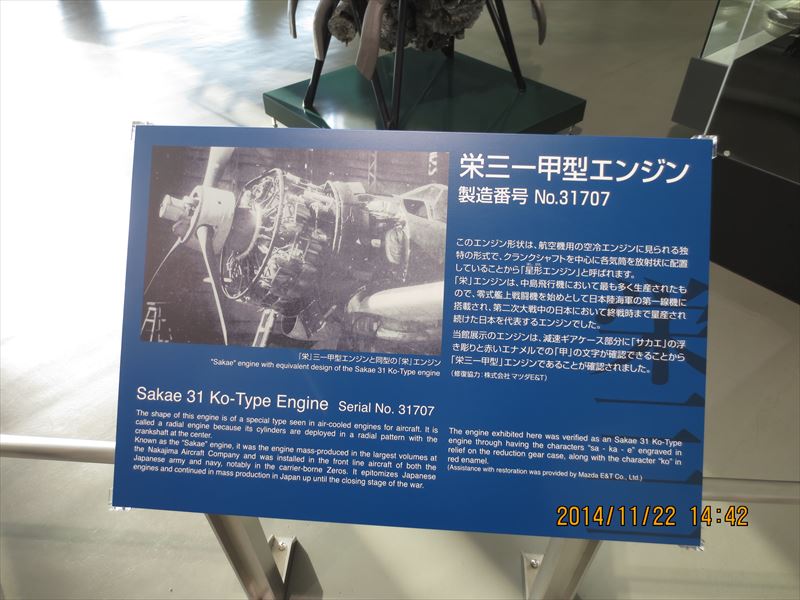 栄三一甲型エンジン
製造番号 No.31707
このエンジン形状は、航空機用の空冷エンジンに見られる独
特の形式で、クランクシャフトを中心に各気筒を放射状に配置
していることから「星形エンジン」と呼ばれます。
「栄」エンジンは、中島飛行機において最も多く生産されたも
ので、零式艦上戦闘機を始めとして日本陸海軍の第一線機に
搭載され、第二次大戦中の日本において終戦時まで量産され
続けた日本を代表するエンジンでした。
当館展示のエンジンは、減速ギアケース部分に「サカエ」の浮
き彫りと赤いエナメルでの「甲」の文字が確認できることから
「栄三一甲型」エンジンであることが確認されました。
(修復協力:株式会社 マツダE&T)
「栄」三一甲型エンジンと同型の「栄」エンジン
"Sakae" engine with equivalent design of the Sakae 31 Ko-Type engine
Sakae 31 Ko-Type Engine Serial No. 31707
The shape of this engine is of a special type seen in air-cooled engines for aircraft. It is
called a radial engine because its cylinders are deployed in a radial pattern with the
crankshaft at the center.
Known as the "Sakae" engine, it was the engine mass-produced in the largest volumes at
the Nakajima Aircraft Company and was installed in the front line aircraft of both the
Japanese army and navy, notably in the carrier-borne Zeros. It epitomizes Japanese
engines and continued in mass production in Japan up until the closing stage of the war.
The engine exhibited here was verified as an Sakae 31 Ko-Type
engine through having the characters "sa - ka - e" engraved in
relief on the reduction gear case, along with the character "ko" in
red enamel.
(Assistance with restoration was provided by Mazda E&T Co., Ltd.)
2014/11/22 14:42